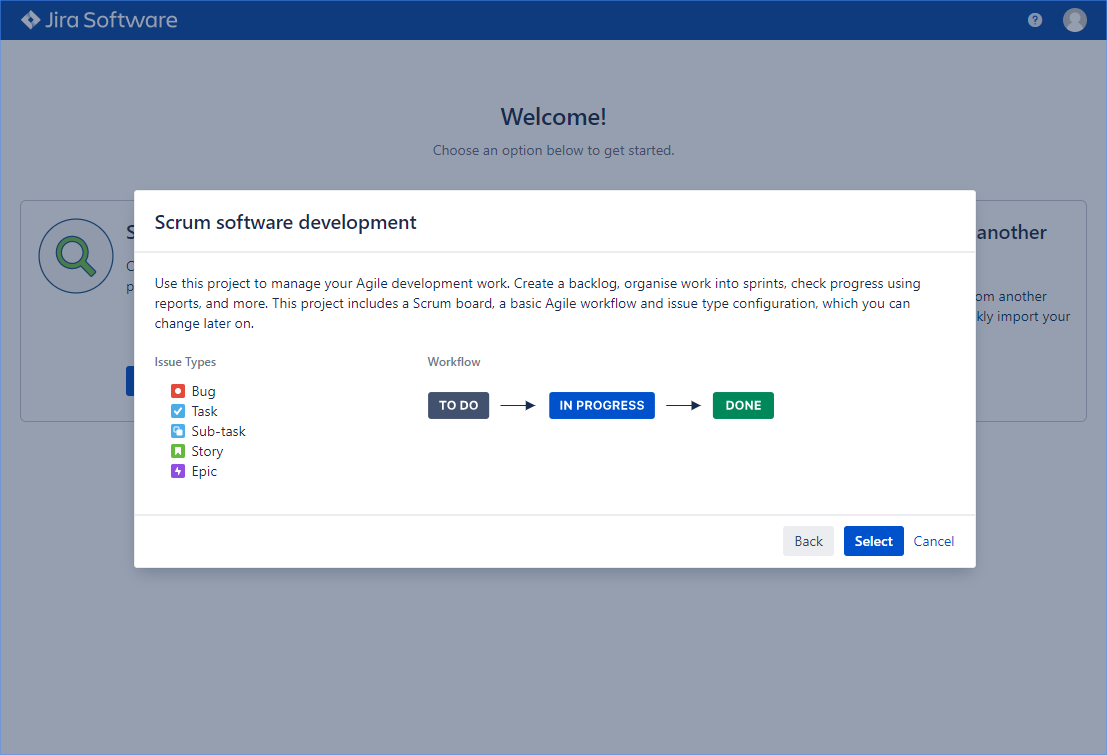 Jira Software
?
Welcome!
Choose an option below to get started.
Scrum software development
another
Use this project to manage your Agile development work. Create a backlog, organise work into sprints, check progress using
reports, and more. This project includes a Scrum board, a basic Agile workflow and issue type configuration, which you can
change later on.
another
import your
Issue Types
Workflow
Bug
Task
Sub-task
Story
Epic
TO DO
IN PROGRESS
DONE
Back
Select
Cancel